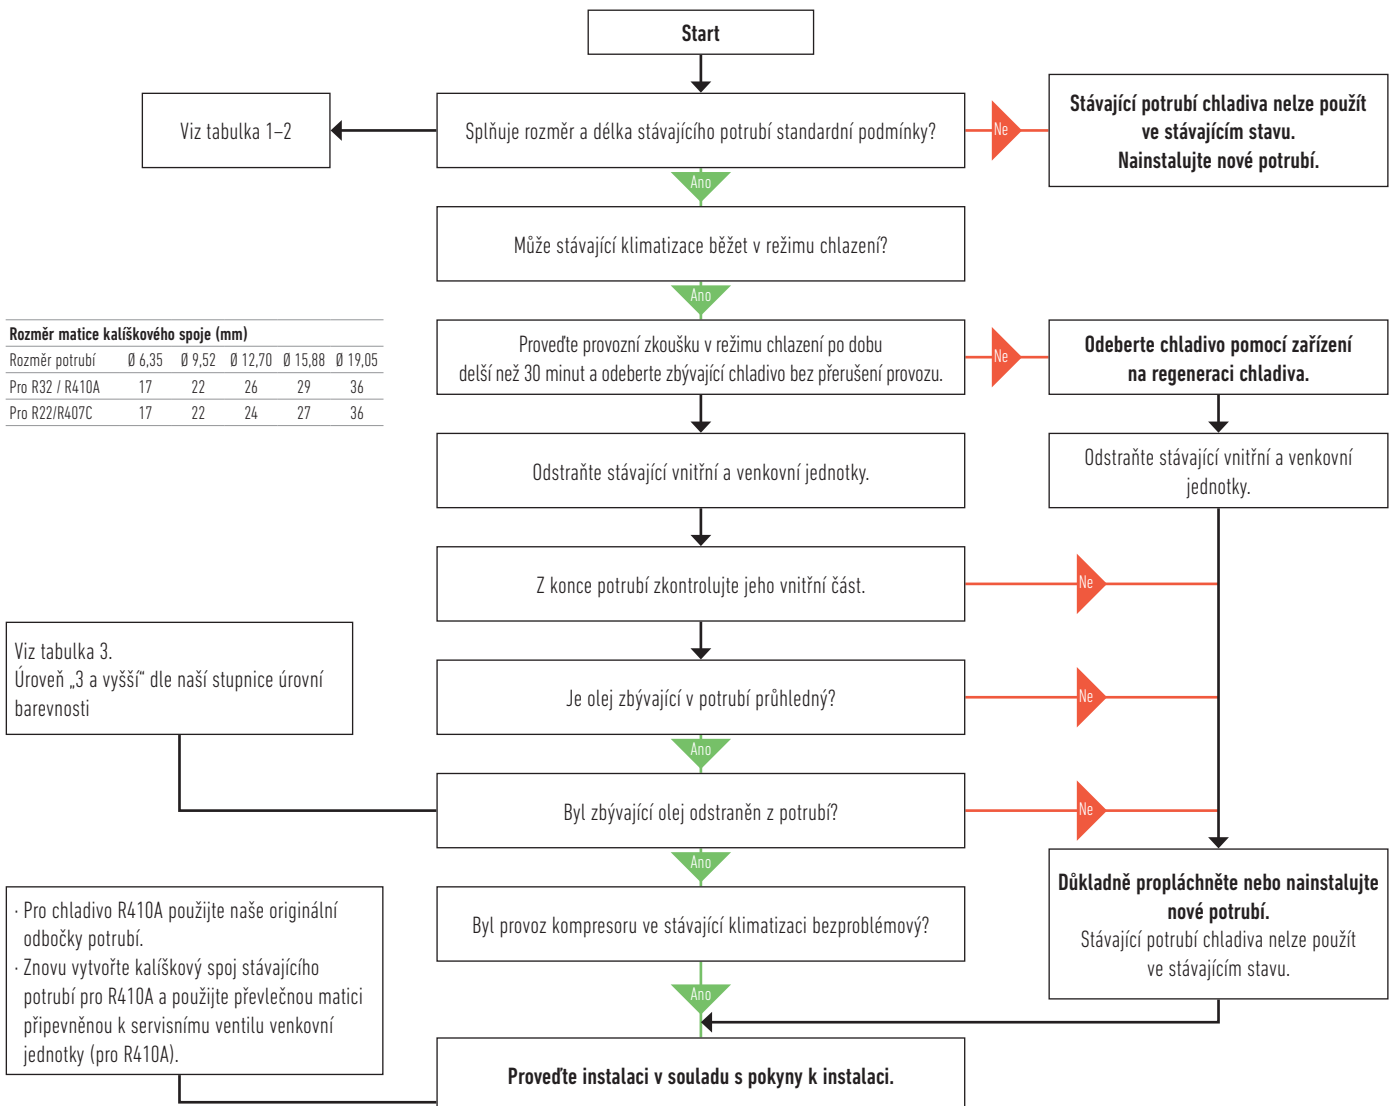 Start
Viz tabulka 1–2
Splňuje rozměr a délka stávajícího potrubí standardní podmínky?
Ne
Stávající potrubí chladiva nelze použít
ve stávajícím stavu.
Nainstalujte nové potrubí.
Ano
Může stávající klimatizace běžet v režimu chlazení?
Ano
Rozměr matice kalíškového spoje (mm)
Rozměr potrubí Ø 6,35 Ø 9,52 Ø 12,70 Ø 15,88 Ø 19,05
Pro R32 / R410A 17 22 26 29 36
Pro R22/R407C 17 22 24 27 36
Proveďte provozní zkoušku v režimu chlazení po dobu
delší než 30 minut a odeberte zbývající chladivo bez přerušení provozu.
Ne
Odeberte chladivo pomocí zařízení
na regeneraci chladiva.
Odstraňte stávající vnitřní a venkovní jednotky.
Odstraňte stávající vnitřní a venkovní
jednotky.
Z konce potrubí zkontrolujte jeho vnitřní část.
Ne
Viz tabulka 3.
Úroveň „3 a vyšší“ dle naší stupnice úrovní
barevnosti
Je olej zbývající v potrubí průhledný?
Ne
Ano
Byl zbývající olej odstraněn z potrubí?
Ne
Ano
· Pro chladivo R410A použijte naše originální
odbočky potrubí.
· Znovu vytvořte kalíškový spoj stávajícího
potrubí pro R410A a použijte převlečnou matici
připevněnou k servisnímu ventilu venkovní
jednotky (pro R410A).
Byl provoz kompresoru ve stávající klimatizaci bezproblémový?
Důkladně propláchněte nebo nainstalujte
nové potrubí.
Stávající potrubí chladiva nelze použít
ve stávajícím stavu.
Ano
Proveďte instalaci v souladu s pokyny k instalaci.